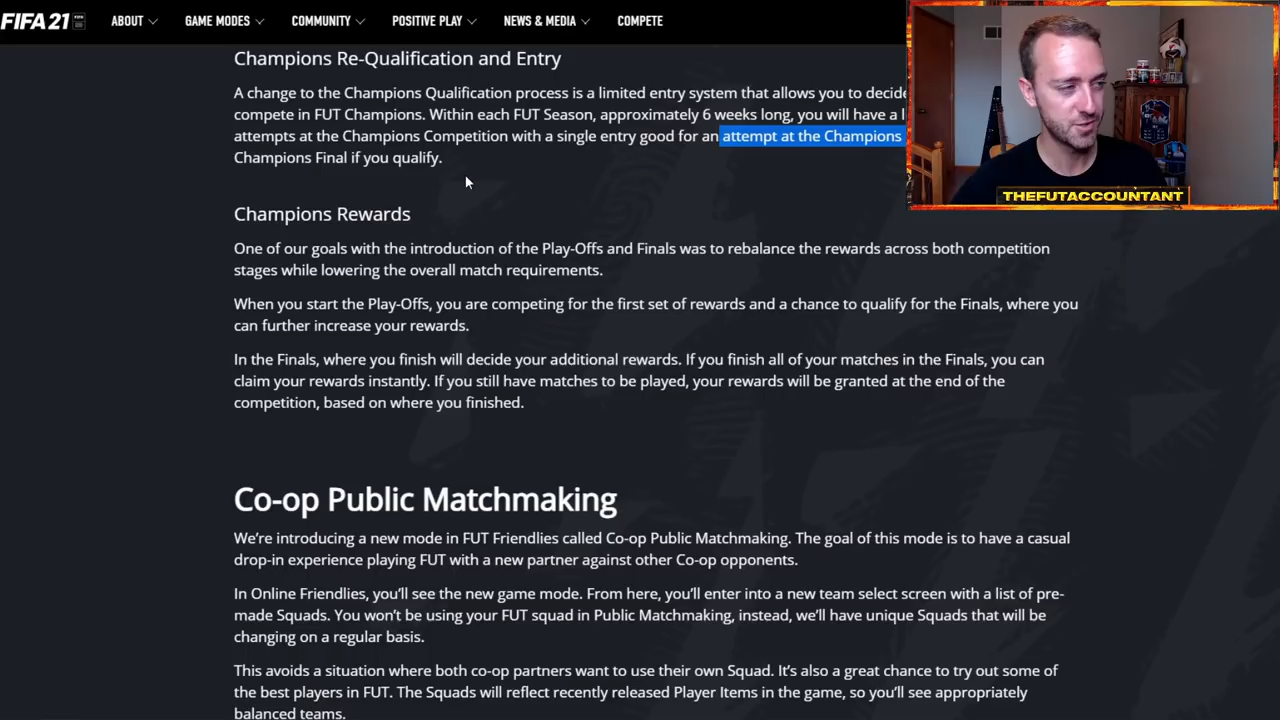 FIFA 21 ABOUT GAME MODES COMMUNITY POSITIVE PLAY NEWS & MEDIA COMPETE
Champions Re-Qualification and Entry
A change to the Champions Qualification process is a limited entry system that allows you to decide
compete in FUT Champions. Within each FUT Season, approximately 6 weeks long, you will have a l
attempts at the Champions Competition with a single entry good for an attempt at the Champions
Champions Final if you qualify.
THEFUTACCOUNTANT
Champions Rewards
One of our goals with the introduction of the Play-Offs and Finals was to rebalance the rewards across both competition
stages while lowering the overall match requirements.
When you start the Play-Offs, you are competing for the first set of rewards and a chance to qualify for the Finals, where you
can further increase your rewards.
In the Finals, where you finish will decide your additional rewards. If you finish all of your matches in the Finals, you can
claim your rewards instantly. If you still have matches to be played, your rewards will be granted at the end of the
competition, based on where you finished.
Co-op Public Matchmaking
We're introducing a new mode in FUT Friendlies called Co-op Public Matchmaking. The goal of this mode is to have a casual
drop-in experience playing FUT with a new partner against other Co-op opponents.
In Online Friendlies, you'll see the new game mode. From here, you'll enter into a new team select screen with a list of pre-
made Squads. You won't be using your FUT squad in Public Matchmaking, instead, we'll have unique Squads that will be
changing on a regular basis.
This avoids a situation where both co-op partners want to use their own Squad. It's also a great chance to try out some of
the best players in FUT. The Squads will reflect recently released Player Items in the game, so you'll see appropriately
balanced teams.